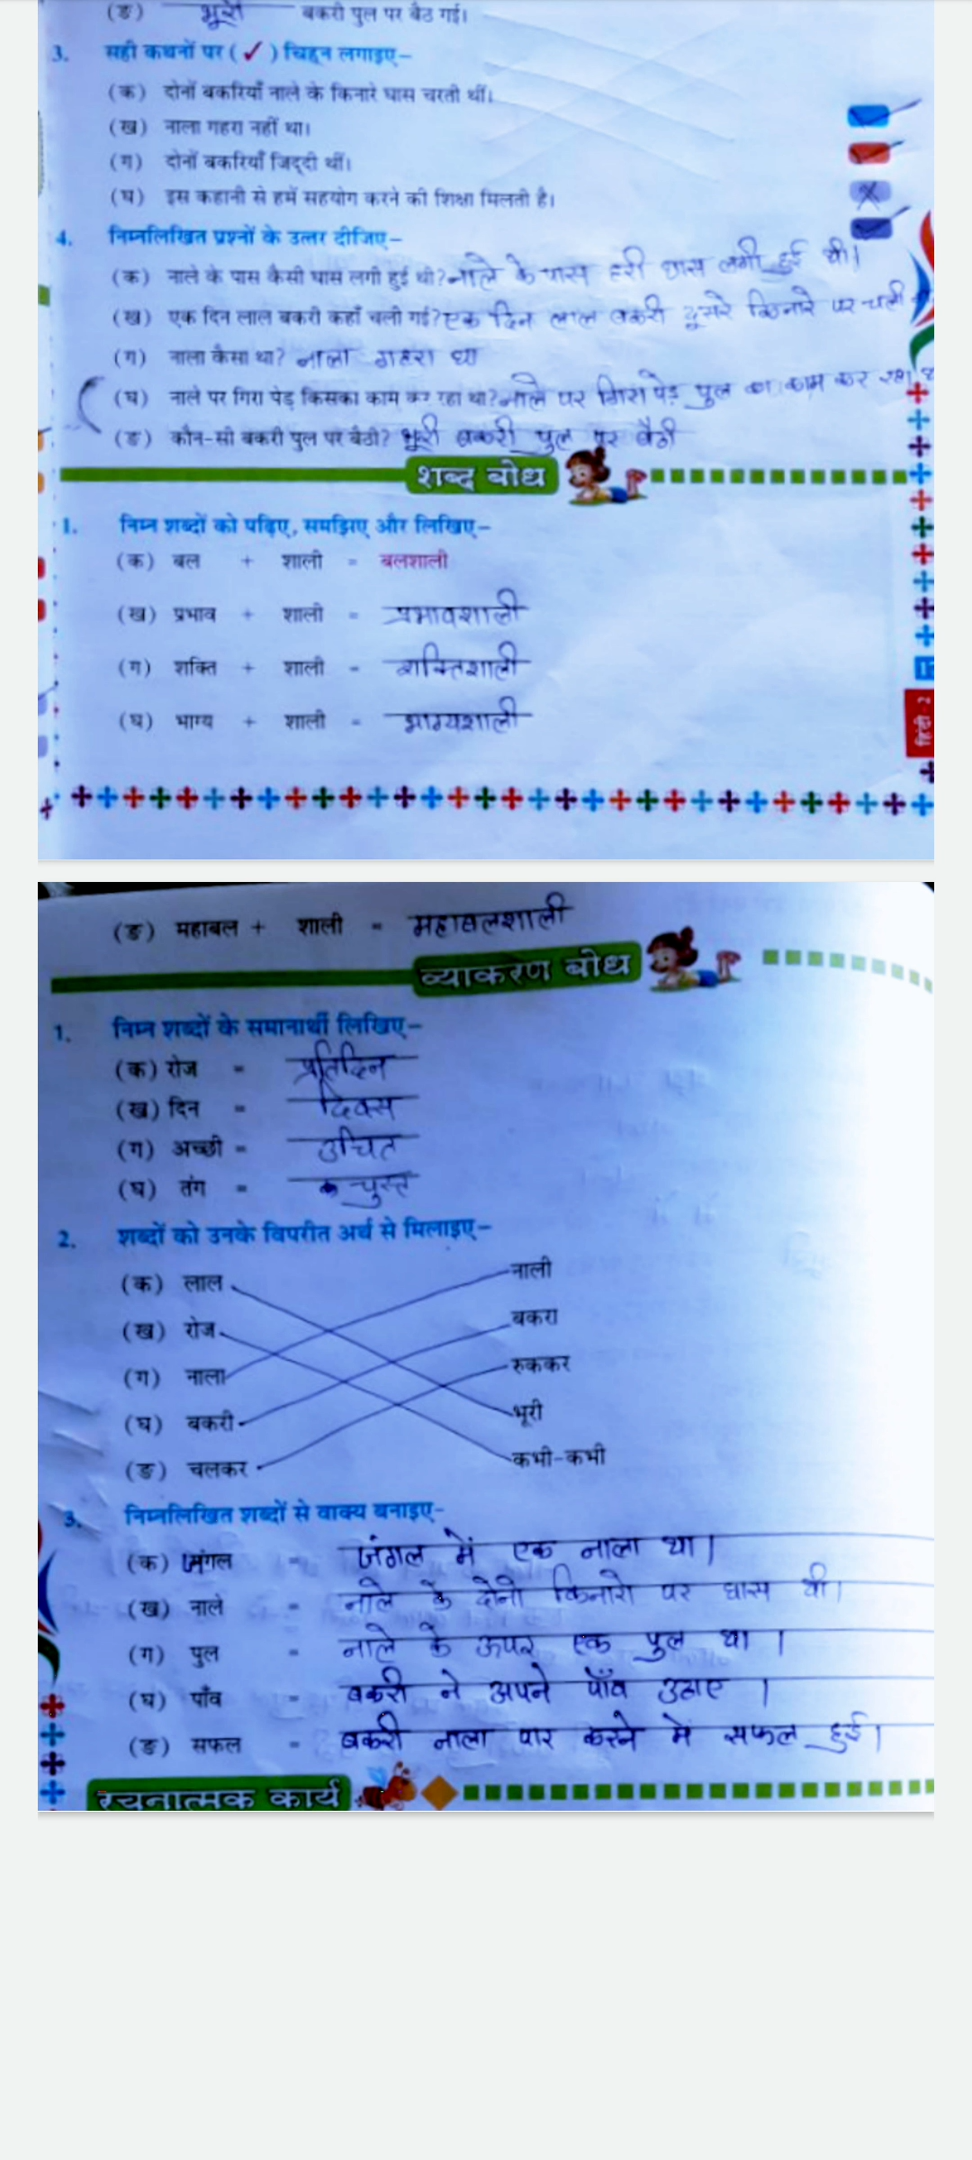 (ङ) भूरी बकरी पुल पर बैठ गई।
3. सही कथनों पर (✓) चिह्न लगाइए-
(क) दोनों बकरियाँ नाले के किनारे घास चरती थीं।
(ख) नाला गहरा नहीं था।
(ग) दोनों बकरियाँ जिद्दी थीं।
(घ) इस कहानी से हमें सहयोग करने की शिक्षा मिलती है।
4. निम्नलिखित प्रश्नों के उत्तर दीजिए-
(क) नाले के पास कैसी घास लगी हुई थी? नाले के पास हरी घास लगी हुई थी।
(ख) एक दिन लाल बकरी कहाँ चली गई? एक दिन लाल बकरी दूसरे किनारे पर चली
(ग) नाला कैसा था? नाला गहरा था
(घ) नाले पर गिरा पेड़ किसका काम कर रहा था? नाले पर गिरा पेड़ पुल का काम कर रहा
(ङ) कौन-सी बकरी पुल पर बैठी? भूरी बकरी पुल पर बैठी
शब्द बोध
1. निम्न शब्दों को पढ़िए, समझिए और लिखिए-
(क) बल + शाली = बलशाली
(ख) प्रभाव + शाली = प्रभावशाली
(ग) शक्ति + शाली = शक्तिशाली
(घ) भाग्य + शाली = भाग्यशाली
हिंदी 2
(ङ) महाबल + शाली = महाबलशाली
व्याकरण बोध
1. निम्न शब्दों के समानार्थी लिखिए-
(क) रोज = प्रतिदिन
(ख) दिन = दिवस
(ग) अच्छी = उचित
(घ) तंग = चुस्त
2. शब्दों को उनके विपरीत अर्थ से मिलाइए-
(क) लाल नाली
(ख) रोज बकरा
(ग) नाला रुककर
(घ) बकरी भूरी
(ङ) चलकर कभी-कभी
3. निम्नलिखित शब्दों से वाक्य बनाइए-
(क) जंगल = जंगल में एक नाला था।
(ख) नाले = नाले के दोनो किनारो पर घास थी।
(ग) पुल = नाले के ऊपर एक पुल था।
(घ) पाँव = बकरी ने अपने पाँव उठाए।
(ङ) सफल = बकरी नाला पार करने मे सफल हुई।
रचनात्मक कार्य